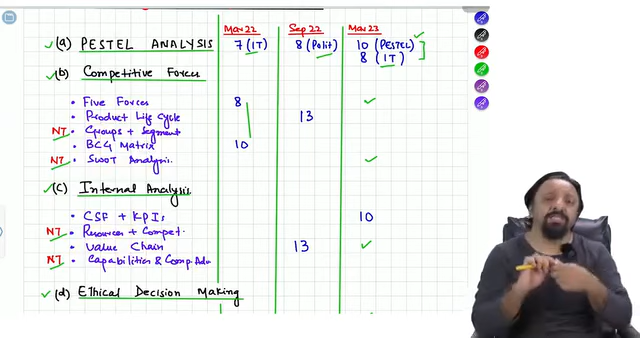 Mar 22 Sep 22 Mar 23
(a) PESTEL ANALYSIS 7 (IT) 8 (Polit) 10 (PESTEL)
8 (IT)
(b) Competitive Forces
• Five Forces 8
• Product Life Cycle 13
NT • Groups + Segment
• BCG Matrix 10
NT • SWOT Analysis.
(c) Internal Analysis
• CSF + KPIs 10
NT • Resources + Compet.
• Value Chain 13
NT • Capabilities & Comp. Adv
(d) Ethical Decision Making